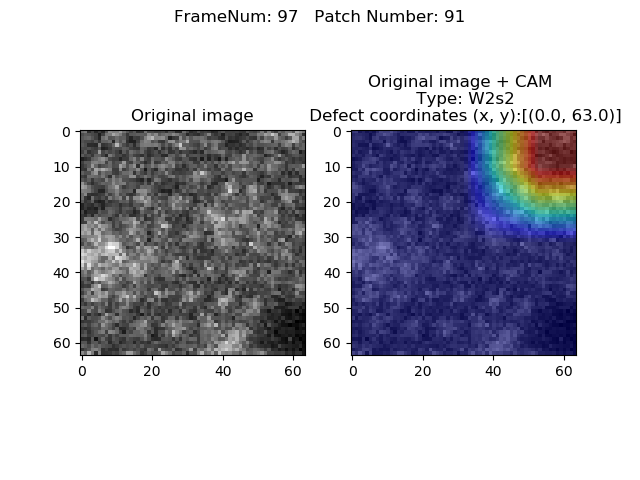 FrameNum: 97   Patch Number: 91
Original image
Original image + CAM
Type: W2s2
Defect coordinates (x, y):[(0.0, 63.0)]
0
10
20
30
40
50
60
0 20 40 60
0
10
20
30
40
50
60
0 20 40 60